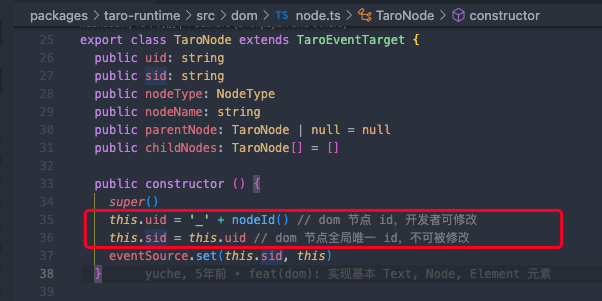 packages > taro-runtime > src > dom > TS node.ts > TaroNode > constructor
25 export class TaroNode extends TaroEventTarget {
26 public uid: string
27 public sid: string
28 public nodeType: NodeType
29 public nodeName: string
30 public parentNode: TaroNode | null = null
31 public childNodes: TaroNode[] = []
32
33 public constructor () {
34 super()
35 this.uid = '_' + nodeId() // dom 节点 id，开发者可修改
36 this.sid = this.uid // dom 节点全局唯一 id，不可被修改
37 eventSource.set(this.sid, this)
38 } yuche, 5年前 • feat(dom): 实现基本 Text, Node, Element 元素